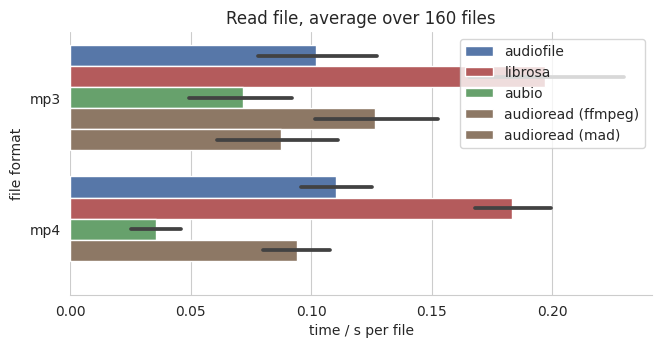 Read file, average over 160 files
audiofile
librosa
aubio
audioread (ffmpeg)
audioread (mad)
file format
mp3
mp4
0.00 0.05 0.10 0.15 0.20
time / s per file